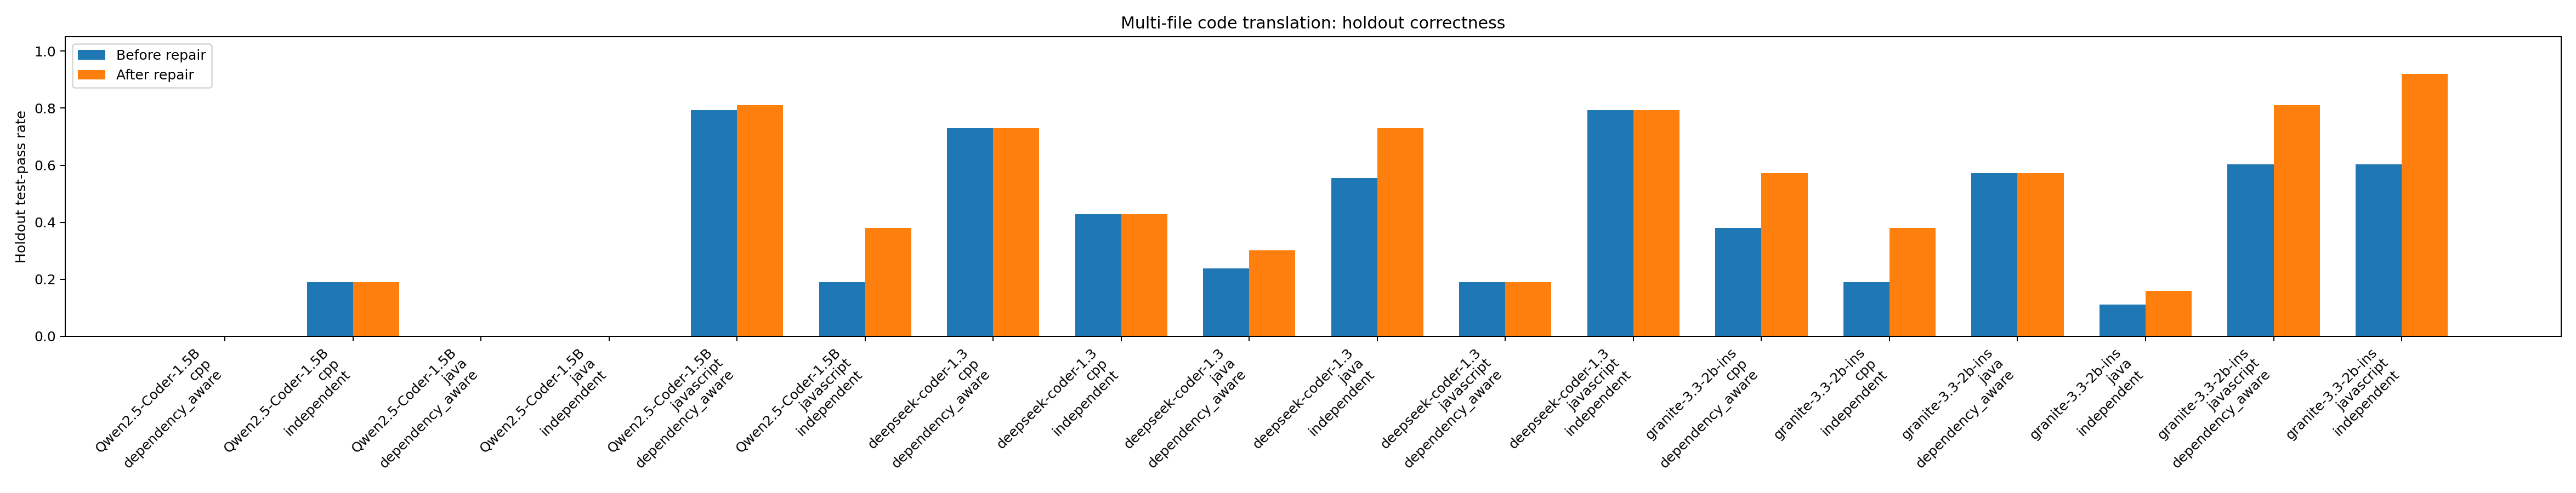 Multi-file code translation: holdout correctness
Before repair
After repair
Holdout test-pass rate
1.0
0.8
0.6
0.4
0.2
0.0
Qwen2.5-Coder-1.5B
cpp
dependency_aware
Qwen2.5-Coder-1.5B
cpp
independent
Qwen2.5-Coder-1.5B
java
dependency_aware
Qwen2.5-Coder-1.5B
java
independent
Qwen2.5-Coder-1.5B
javascript
dependency_aware
Qwen2.5-Coder-1.5B
javascript
independent
deepseek-coder-1.3
cpp
dependency_aware
deepseek-coder-1.3
cpp
independent
deepseek-coder-1.3
java
dependency_aware
deepseek-coder-1.3
java
independent
deepseek-coder-1.3
javascript
dependency_aware
deepseek-coder-1.3
javascript
independent
granite-3.3-2b-ins
cpp
dependency_aware
granite-3.3-2b-ins
cpp
independent
granite-3.3-2b-ins
java
dependency_aware
granite-3.3-2b-ins
java
independent
granite-3.3-2b-ins
javascript
dependency_aware
granite-3.3-2b-ins
javascript
independent